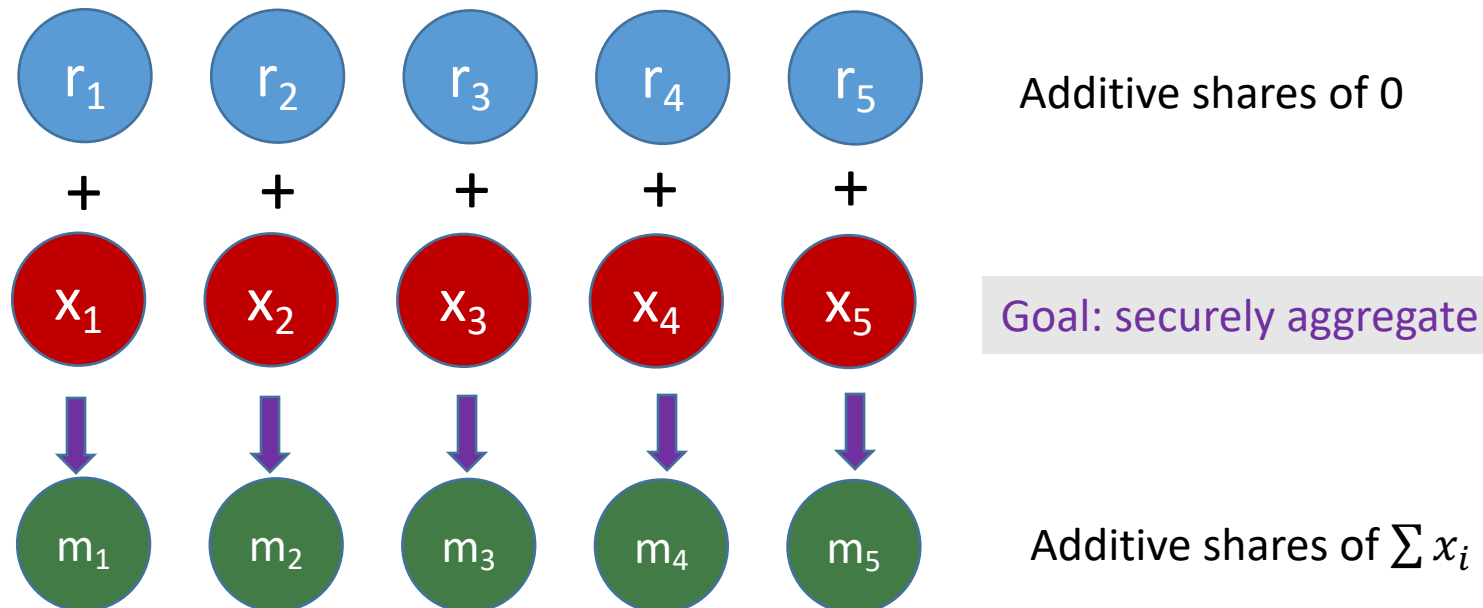 r₁ r₂ r₃ r₄ r₅ Additive shares of 0
+ + + + +
x₁ x₂ x₃ x₄ x₅ Goal: securely aggregate
m₁ m₂ m₃ m₄ m₅ Additive shares of ∑ xᵢ